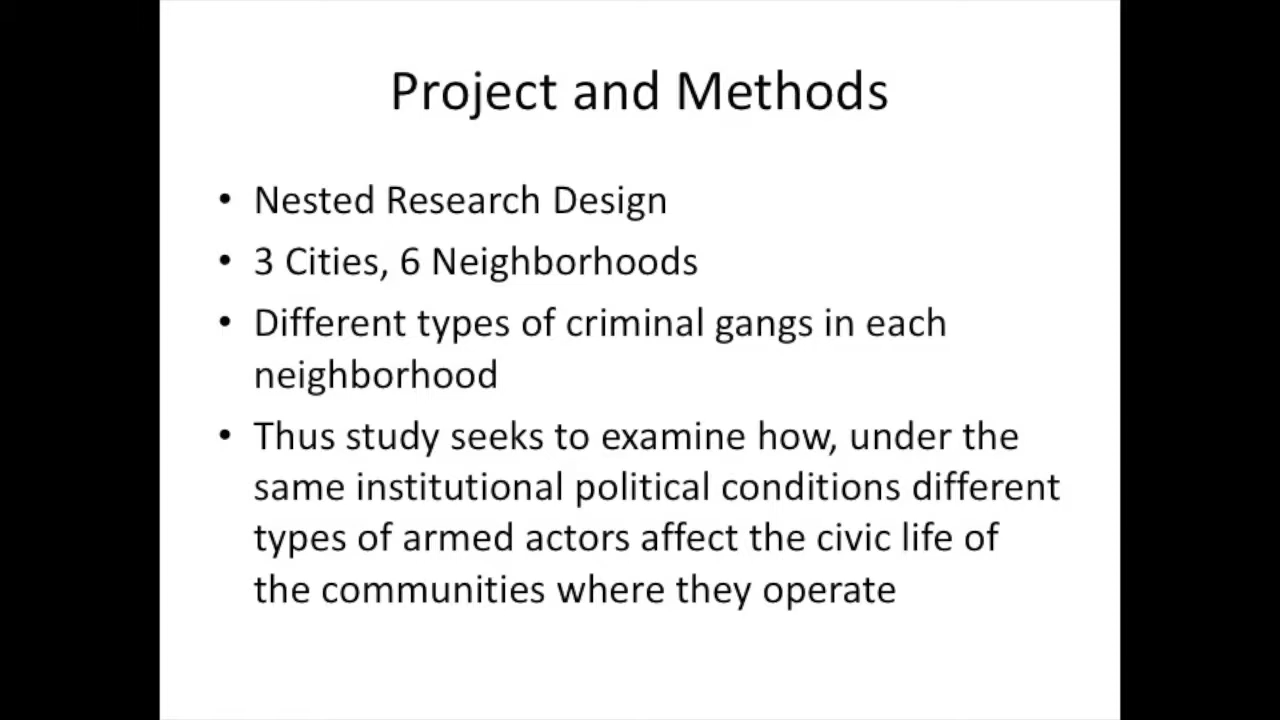 Project and Methods
• Nested Research Design
• 3 Cities, 6 Neighborhoods
• Different types of criminal gangs in each
neighborhood
• Thus study seeks to examine how, under the
same institutional political conditions different
types of armed actors affect the civic life of
the communities where they operate